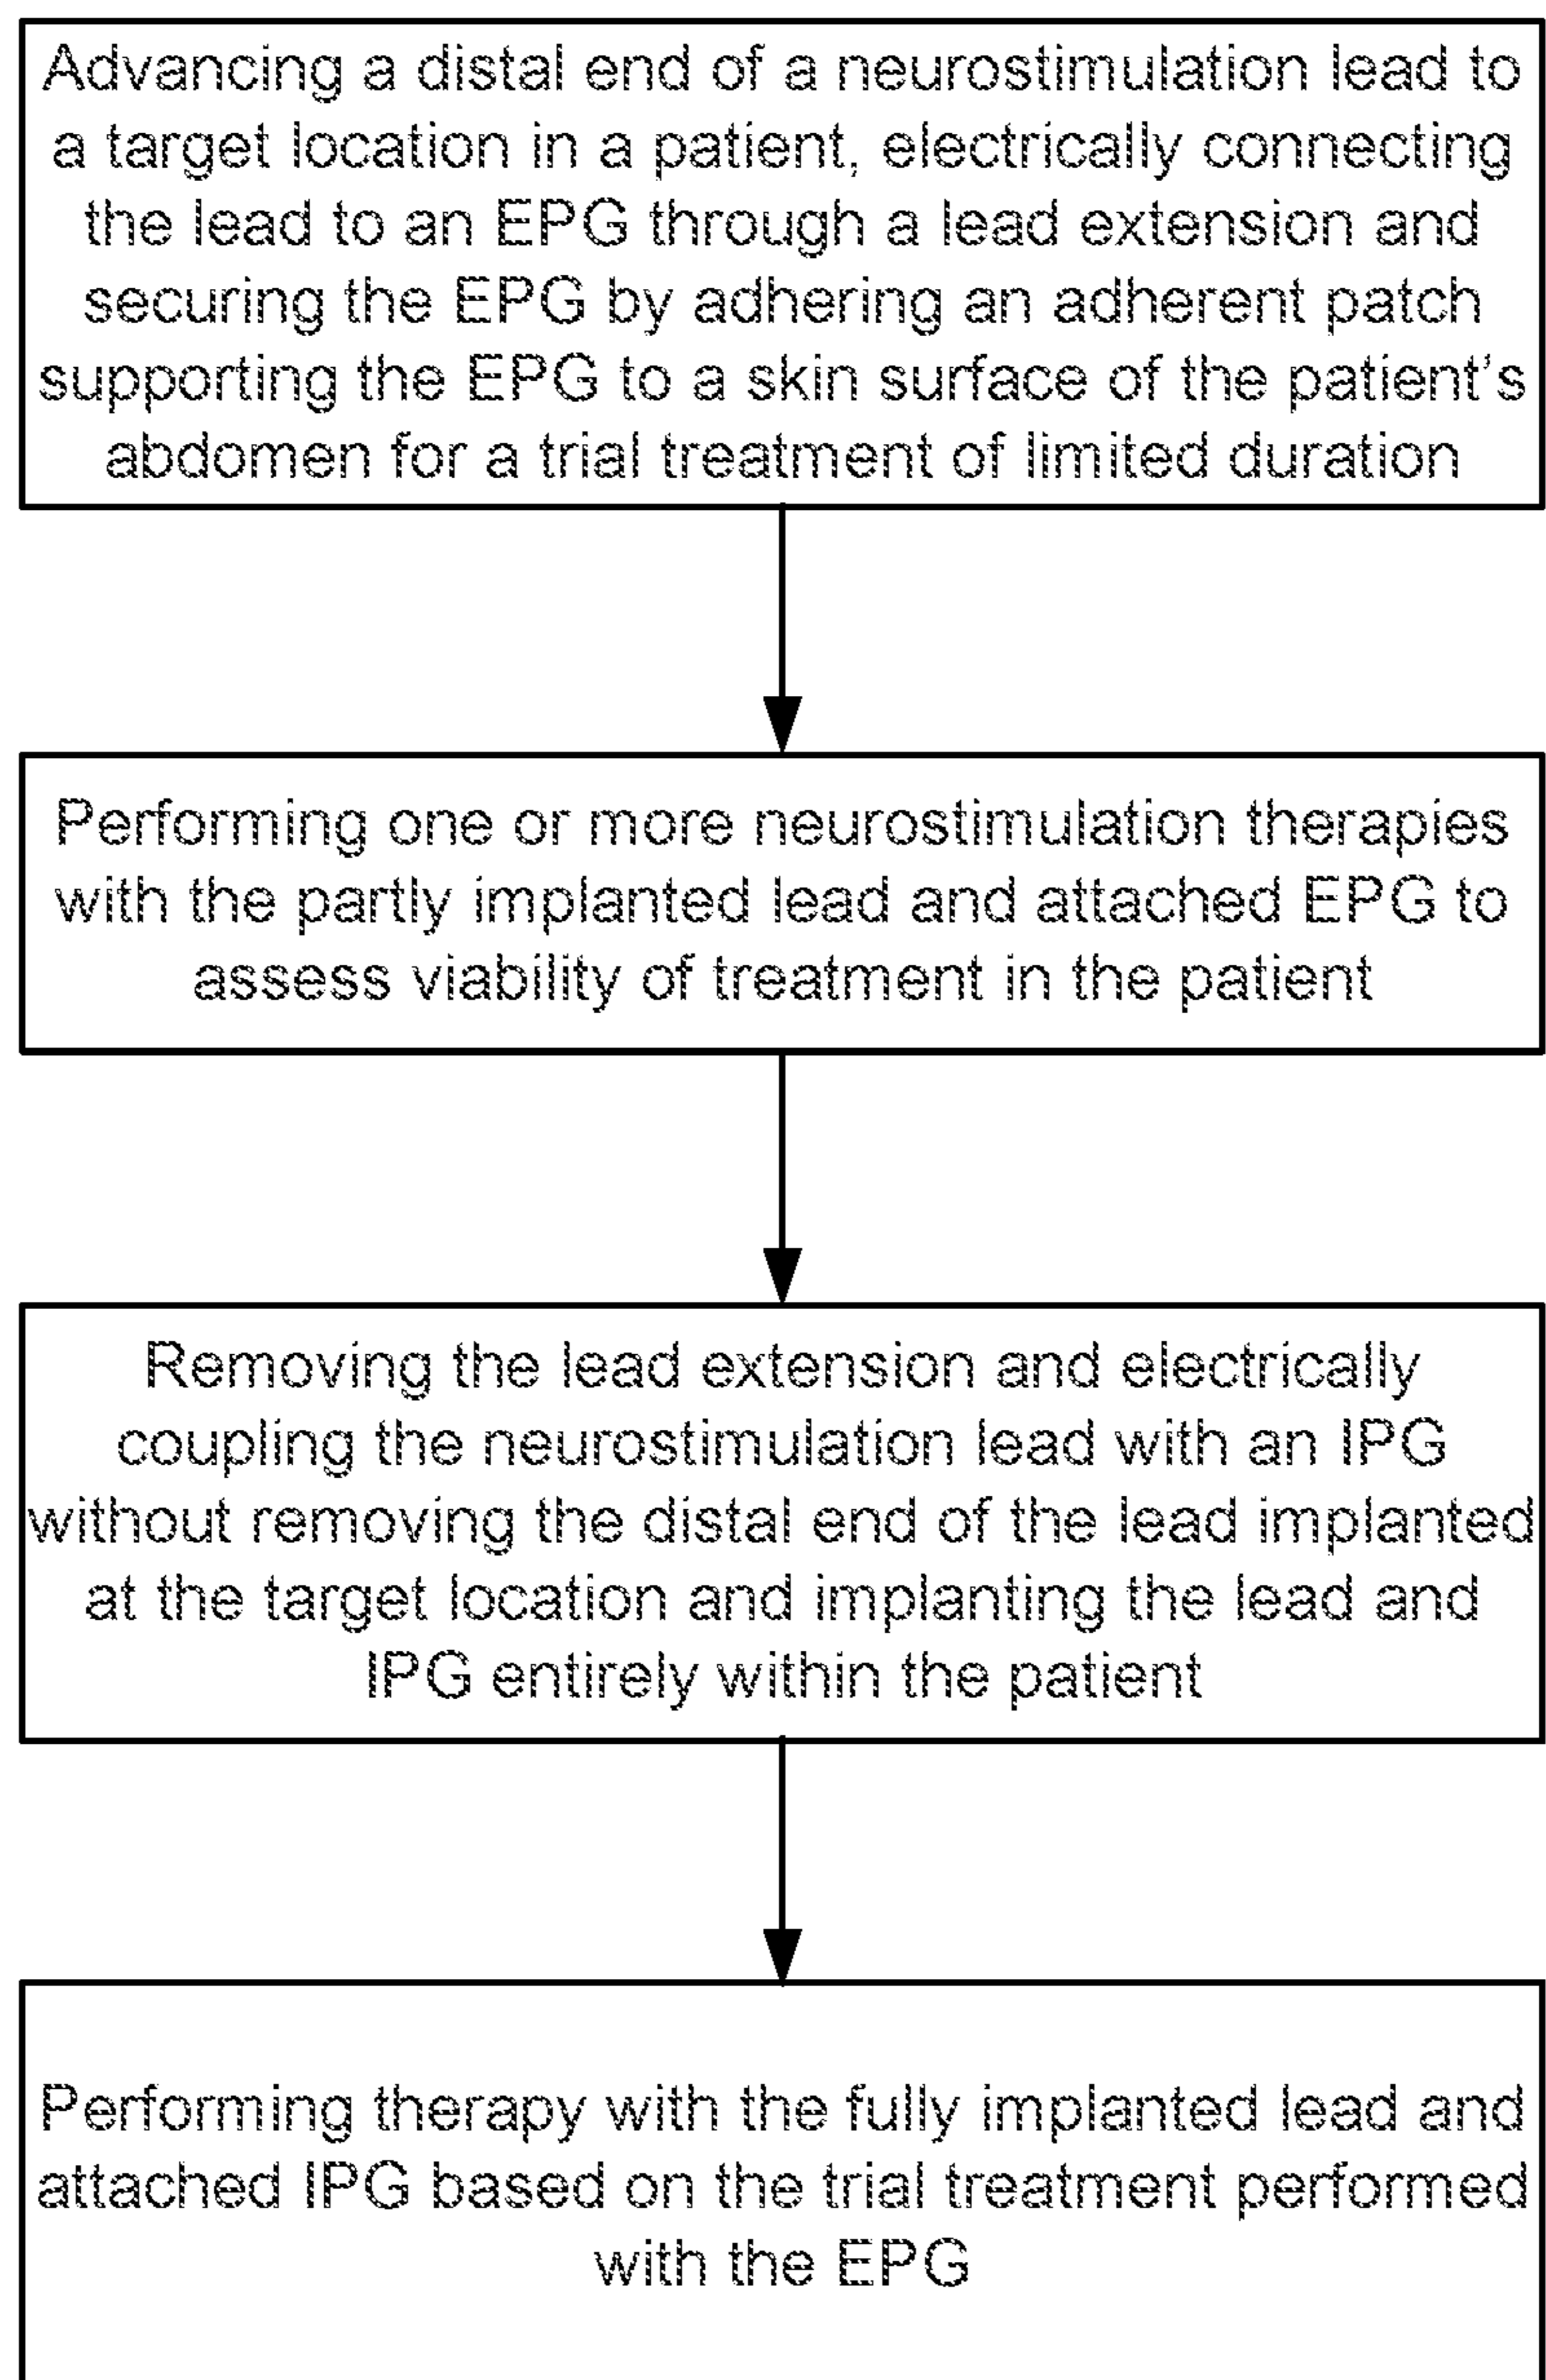 Advancing a distal end of a neurostimulation lead to
a target location in a patient, electrically connecting
the lead to an EPG through a lead extension and
securing the EPG by adhering an adherent patch
supporting the EPG to a skin surface of the patient's
abdomen for a trial treatment of limited duration
Performing one or more neurostimulation therapies
with the partly implanted lead and attached EPG to
assess viability of treatment in the patient
Removing the lead extension and electrically
coupling the neurostimulation lead with an IPG
without removing the distal end of the lead implanted
at the target location and implanting the lead and
IPG entirely within the patient
Performing therapy with the fully implanted lead and
attached IPG based on the trial treatment performed
with the EPG